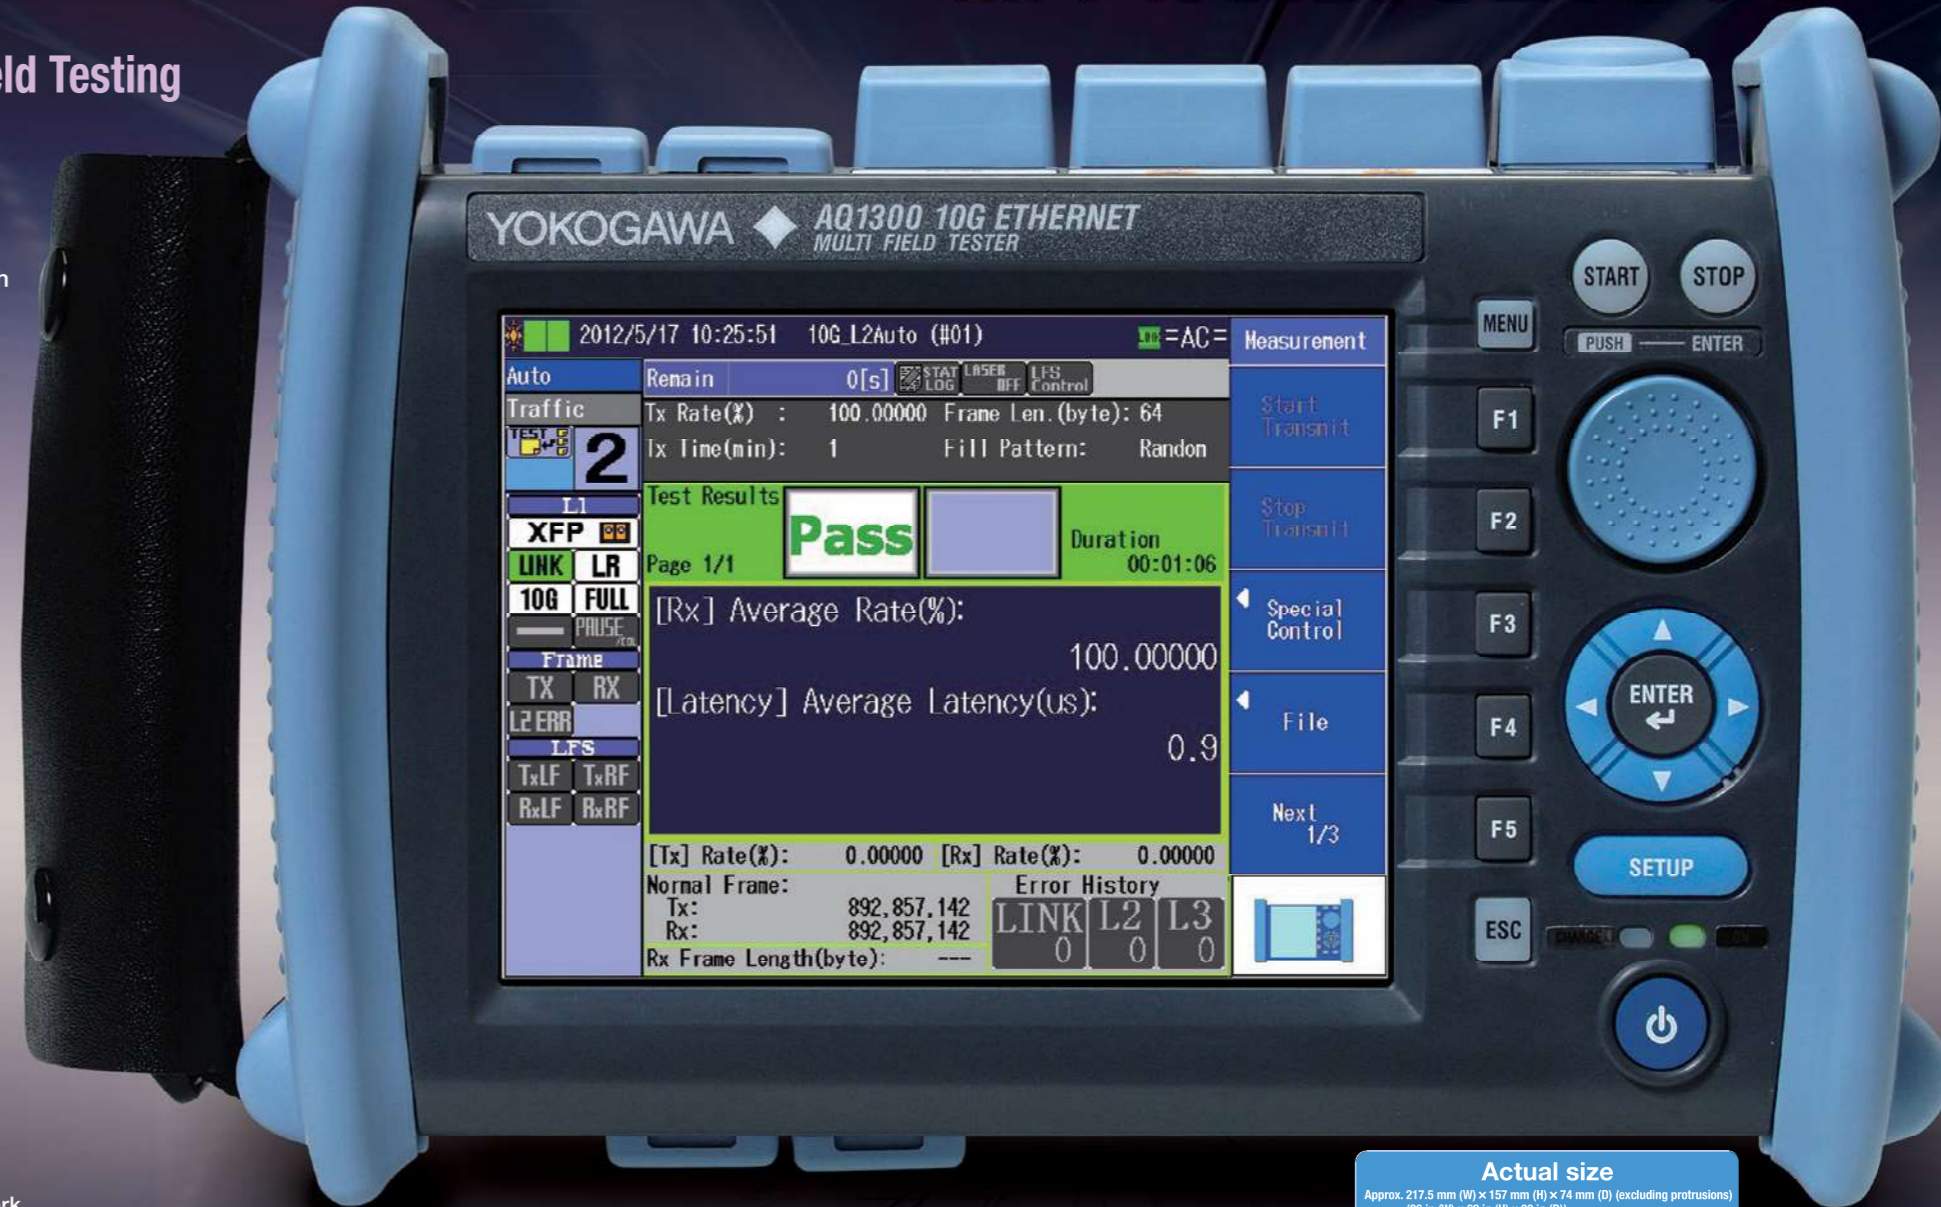 Field Testing
YOKOGAWA AQ1300 10G ETHERNET
MULTI FIELD TESTER
START STOP
PUSH ENTER
MENU
2012/5/17 10:25:51 10G_L2Auto (#01) =AC=
Measurement
Auto
Remain 0[s] STAT LOG LASER OFF LFS Control
Traffic
Tx Rate(%) : 100.00000 Frame Len.(byte): 64
Tx Time(min): 1 Fill Pattern: Random
TEST
2
Start Transmit
F1
Test Results
Pass
Duration
Page 1/1
00:01:06
Stop Transmit
F2
L1
XFP
LINK LR
10G FULL
PAUSE
[Rx] Average Rate(%):
100.00000
Special Control
F3
Frame
TX RX
L2 ERR
[Latency] Average Latency(us):
0.9
File
F4
ENTER
LFS
TxLF TxRF
RxLF RxRF
Next 1/3
F5
[Tx] Rate(%): 0.00000 [Rx] Rate(%): 0.00000
SETUP
Normal Frame:
Tx: 892,857,142
Rx: 892,857,142
Rx Frame Length(byte): ---
Error History
LINK L2 L3
0 0 0
ESC
Actual size
Approx. 217.5 mm (W) × 157 mm (H) × 74 mm (D) (excluding protrusions)